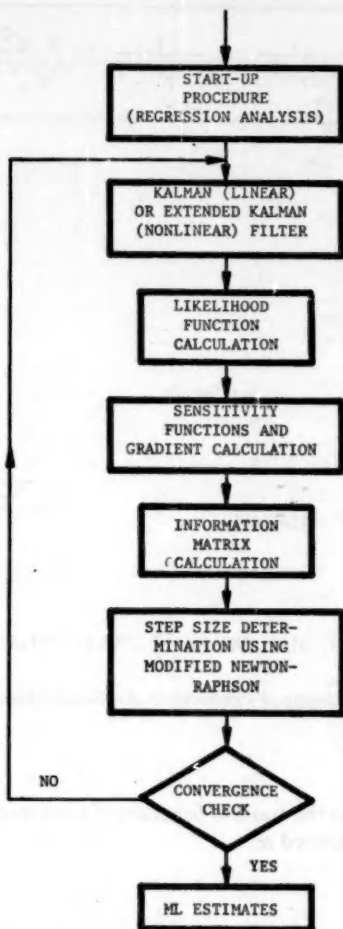 START-UP
PROCEDURE
(REGRESSION ANALYSIS)
KALMAN (LINEAR)
OR EXTENDED KALMAN
(NONLINEAR) FILTER
LIKELIHOOD
FUNCTION
CALCULATION
SENSITIVITY
FUNCTIONS AND
GRADIENT CALCULATION
INFORMATION
MATRIX
CALCULATION
STEP SIZE DETER-
MINATION USING
MODIFIED NEWTON-
RAPHSON
NO
CONVERGENCE
CHECK
YES
ML ESTIMATES